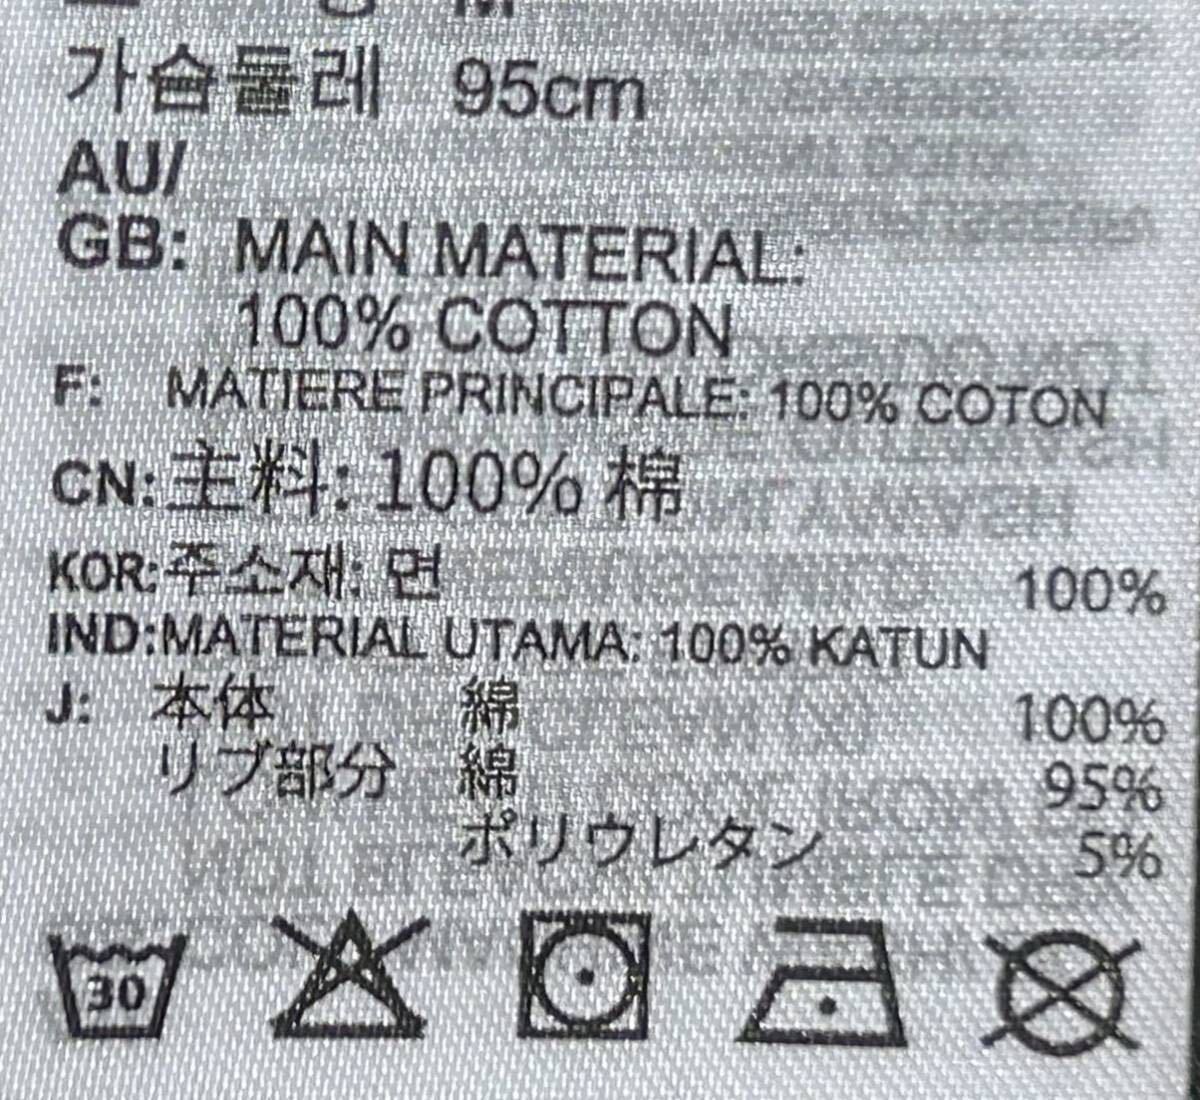 가슴둘레 95cm
AU/
GB: MAIN MATERIAL:
100% COTTON
F: MATIERE PRINCIPALE: 100% COTON
CN: 主料: 100% 棉
KOR: 주소재: 면 100%
IND: MATERIAL UTAMA: 100% KATUN
J: 本体 綿 100%
リブ部分 綿 95%
ポリウレタン 5%
30